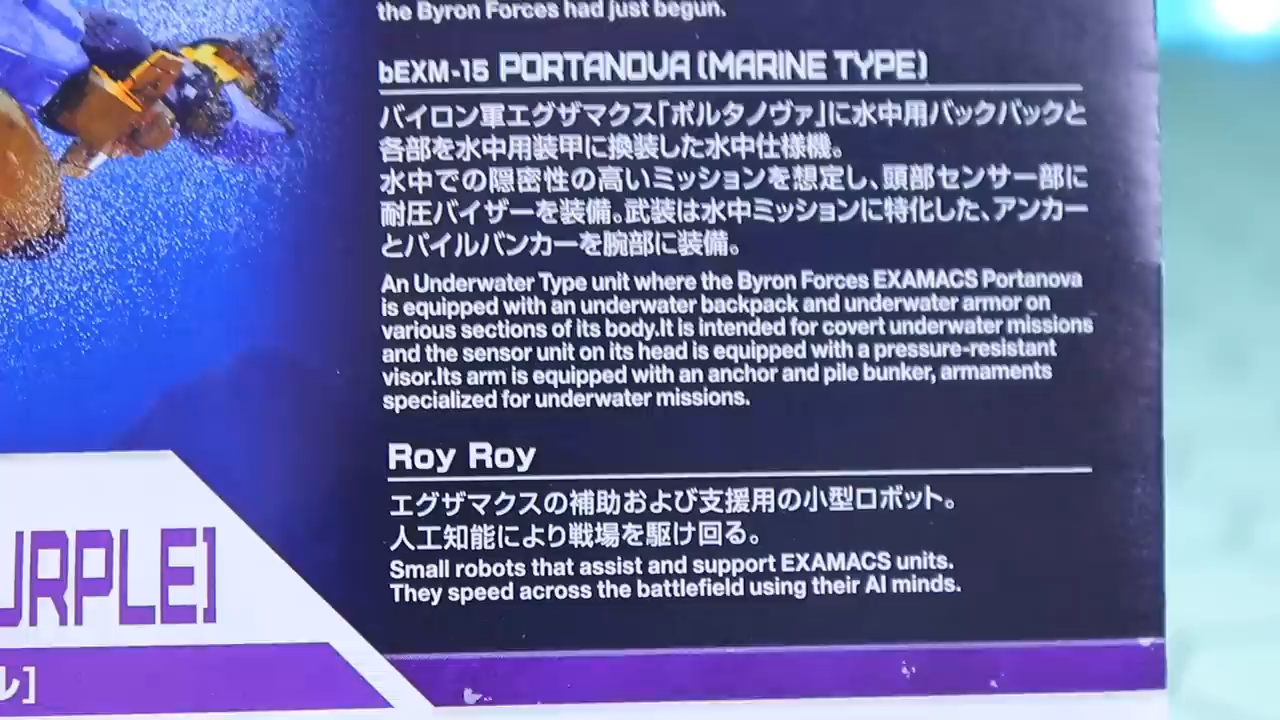 the Byron Forces had just begun.
bEXM-15 PORTANOVA (MARINE TYPE)
バイロン軍エグザマクス「ポルタノヴァ」に水中用バックパックと
各部を水中用装甲に換装した水中仕様機。
水中での隠密性の高いミッションを想定し、頭部センサー部に
耐圧バイザーを装備。武装は水中ミッションに特化した、アンカー
とパイルバンカーを腕部に装備。
An Underwater Type unit where the Byron Forces EXAMACS Portanova
is equipped with an underwater backpack and underwater armor on
various sections of its body.It is intended for covert underwater missions
and the sensor unit on its head is equipped with a pressure-resistant
visor.Its arm is equipped with an anchor and pile bunker, armaments
specialized for underwater missions.
Roy Roy
エグザマクスの補助および支援用の小型ロボット。
人工知能により戦場を駆け回る。
Small robots that assist and support EXAMACS units.
They speed across the battlefield using their AI minds.
URPLE]
ル]